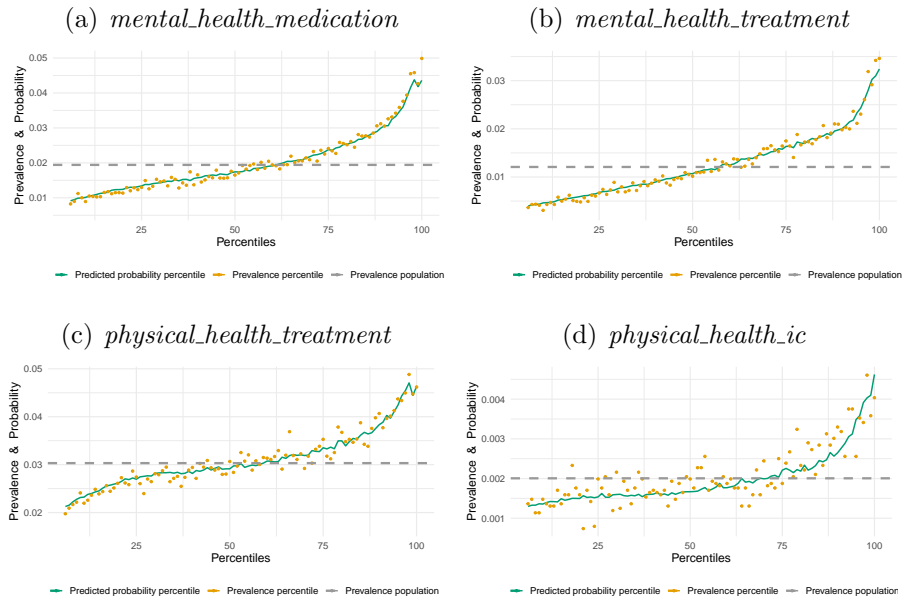 (a) mental_health_medication
0.05
0.04
0.03
0.02
0.01
Prevalence & Probability
25 50 75 100
Percentiles
Predicted probability percentile Prevalence percentile Prevalence population
(b) mental_health_treatment
0.03
0.02
0.01
Prevalence & Probability
25 50 75 100
Percentiles
Predicted probability percentile Prevalence percentile Prevalence population
(c) physical_health_treatment
0.05
0.04
0.03
0.02
Prevalence & Probability
25 50 75 100
Percentiles
Predicted probability percentile Prevalence percentile Prevalence population
(d) physical_health_ic
0.004
0.003
0.002
0.001
Prevalence & Probability
25 50 75 100
Percentiles
Predicted probability percentile Prevalence percentile Prevalence population